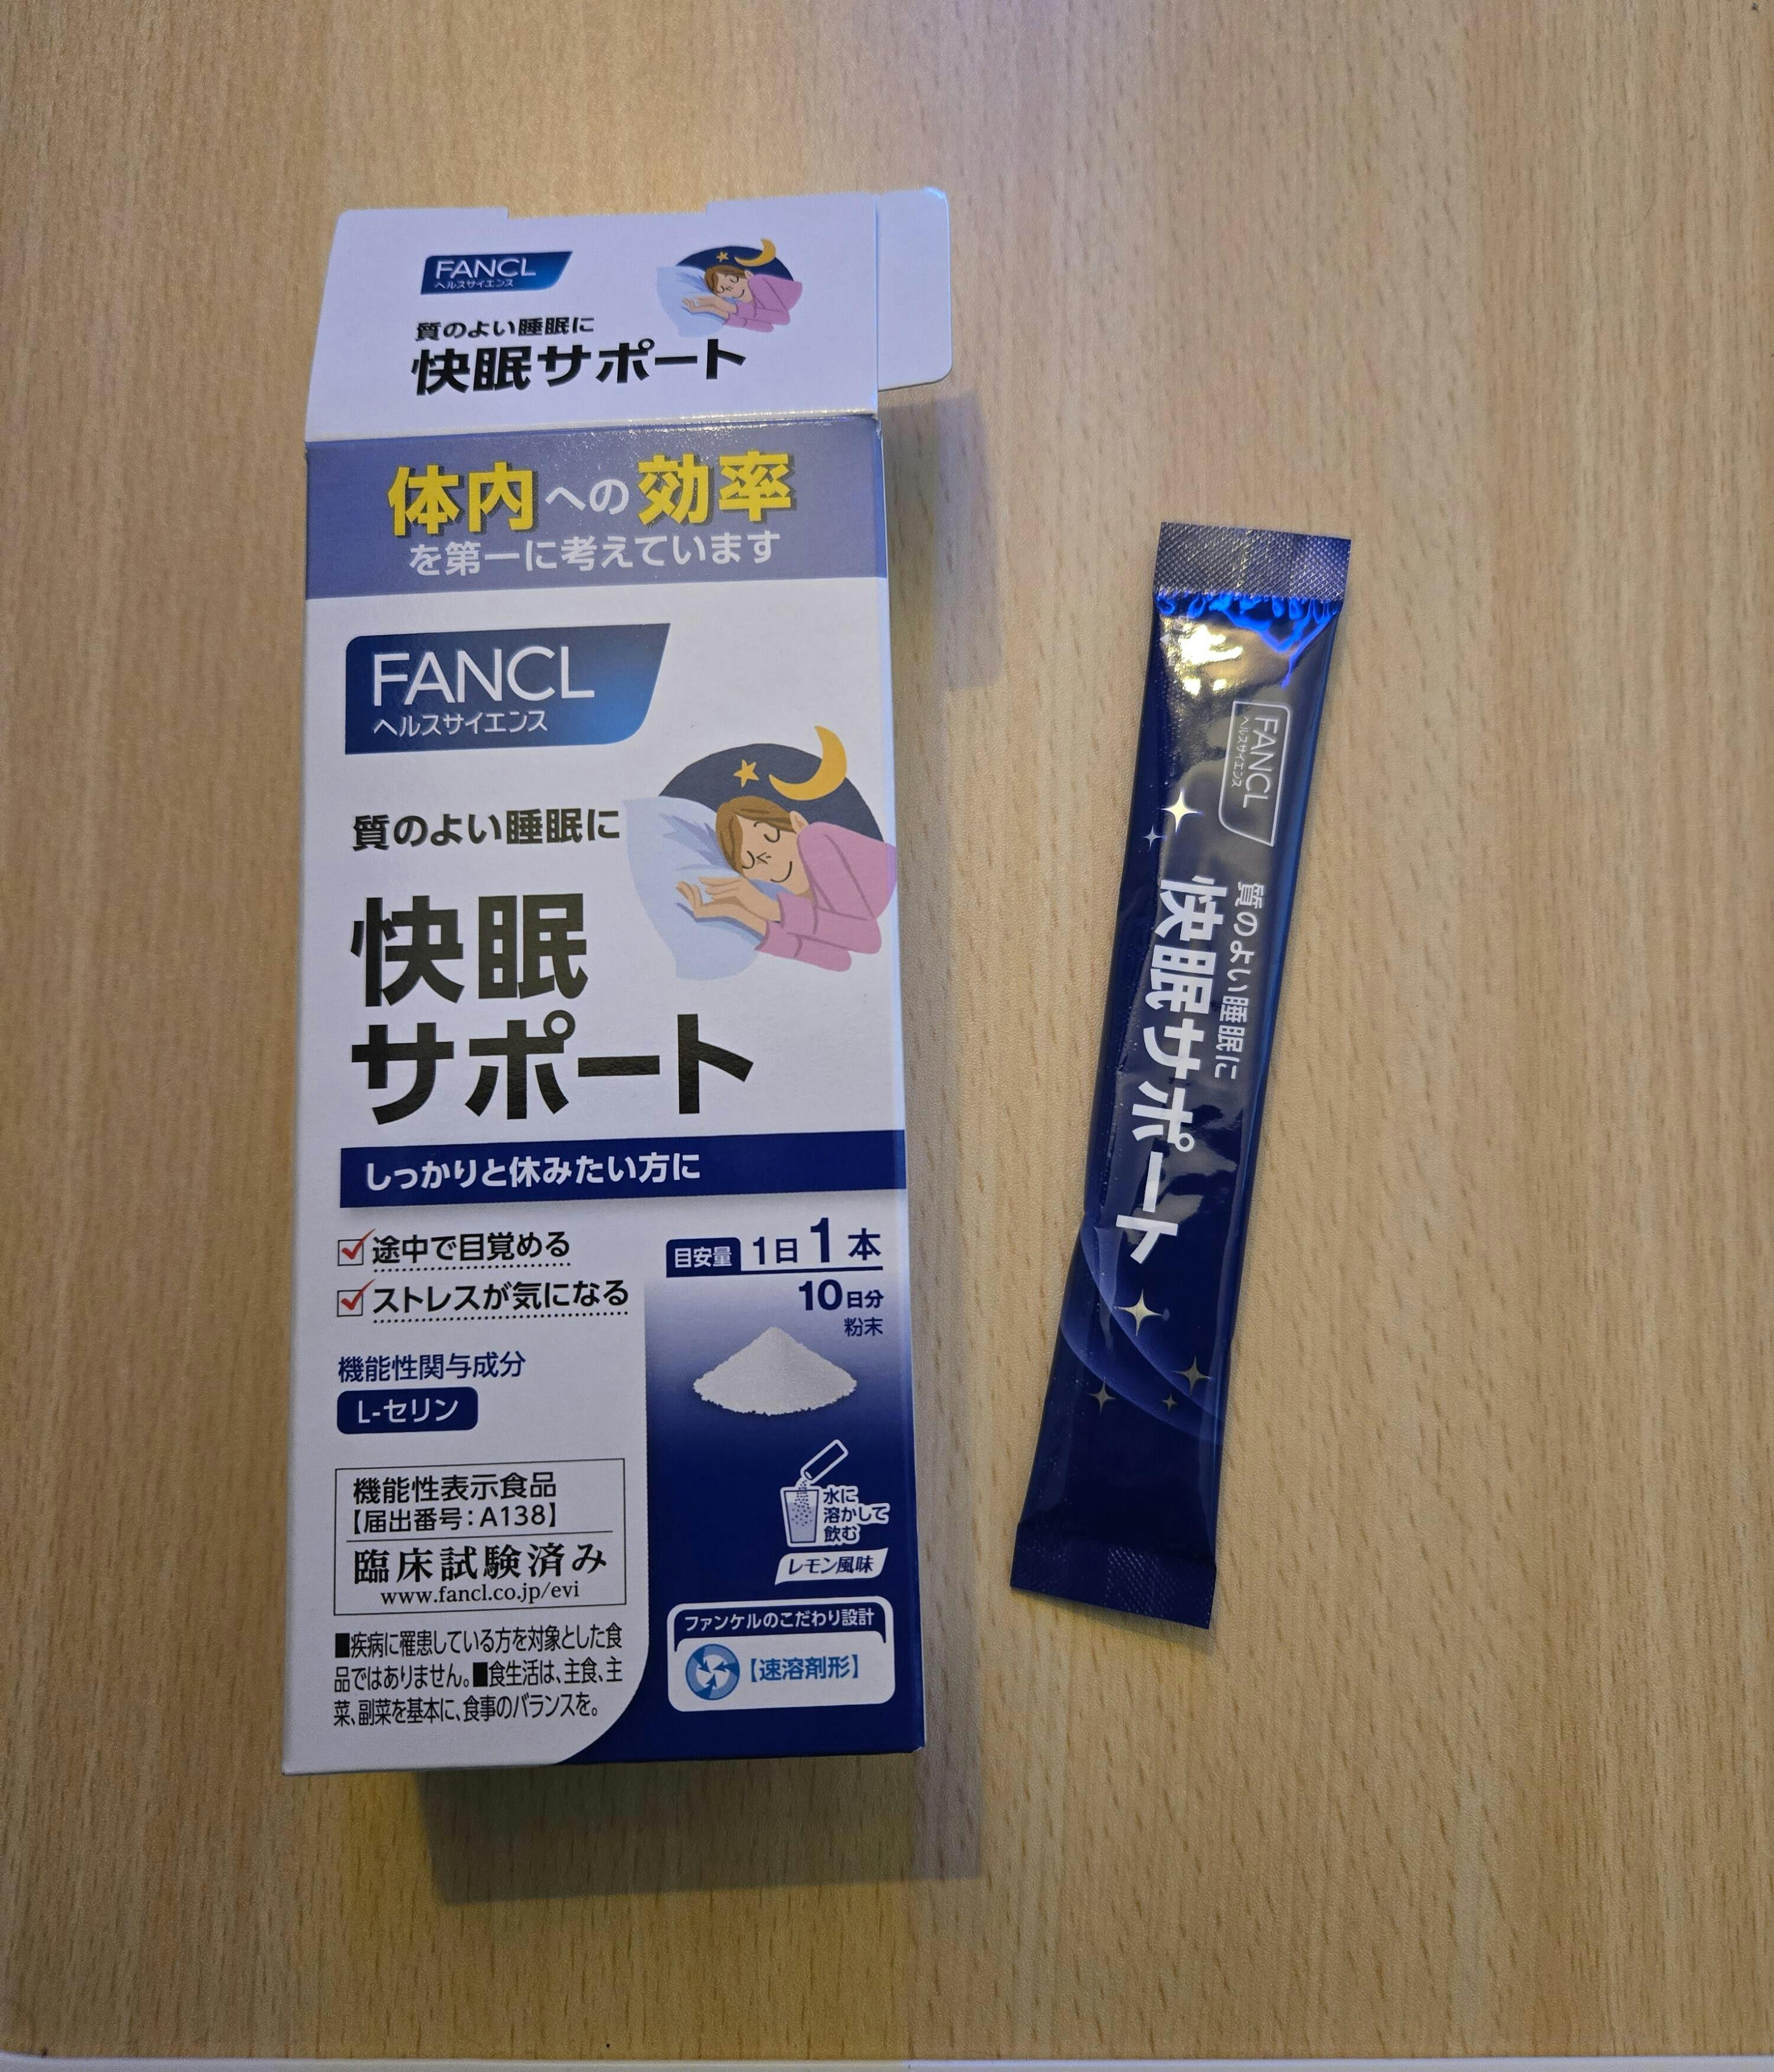 FANCL
ヘルスサイエンス
質のよい睡眠に
快眠サポート
体内への効率
を第一に考えています
FANCL
ヘルスサイエンス
質のよい睡眠に
快眠
サポート
しっかりと休みたい方に
途中で目覚める
ストレスが気になる
機能性関与成分
L-セリン
機能性表示食品
【届出番号：A138】
臨床試験済み
www.fancl.co.jp/evi
■疾病に罹患している方を対象とした食
品ではありません。■食生活は、主食、主
菜、副菜を基本に、食事のバランスを。
目安量 1日1本
10日分
粉末
水に
溶かして
飲む
レモン風味
ファンケルのこだわり設計
【速溶剤形】
FANCL
ヘルスサイエンス
質のよい睡眠に
快眠サポート